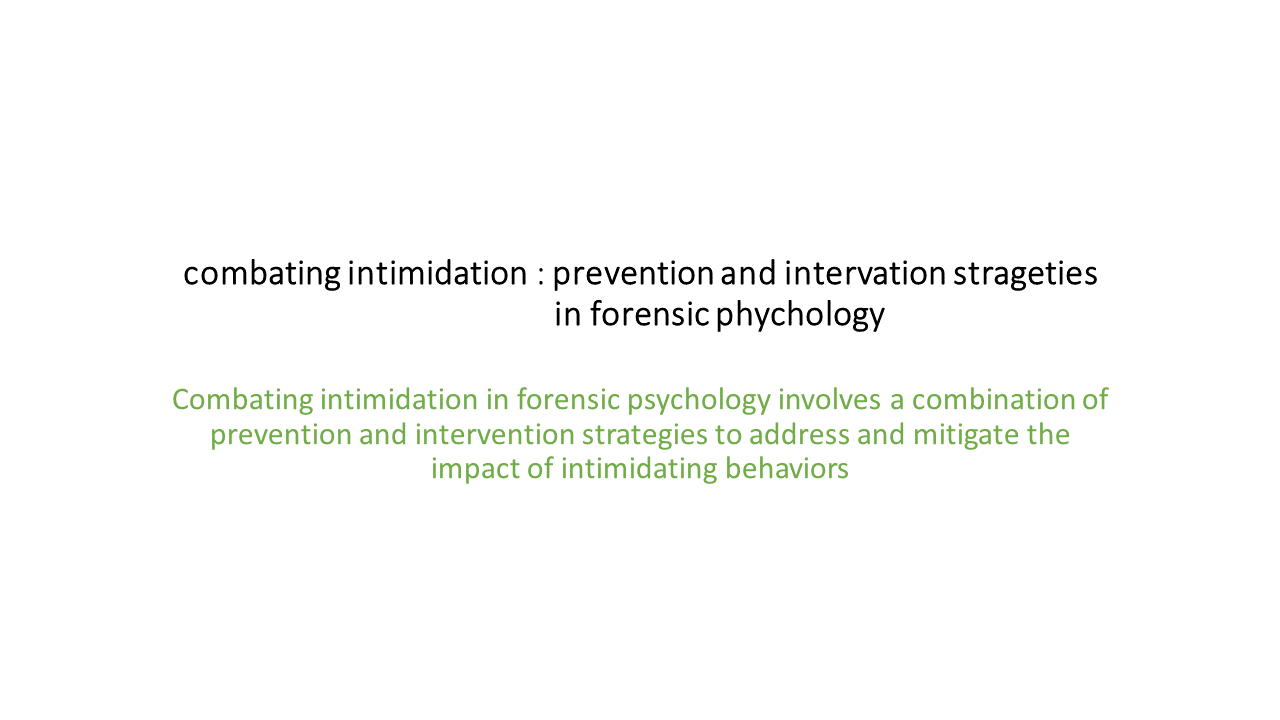 combating intimidation : prevention and intervation strageties
in forensic phychology
Combating intimidation in forensic psychology involves a combination of
prevention and intervention strategies to address and mitigate the
impact of intimidating behaviors